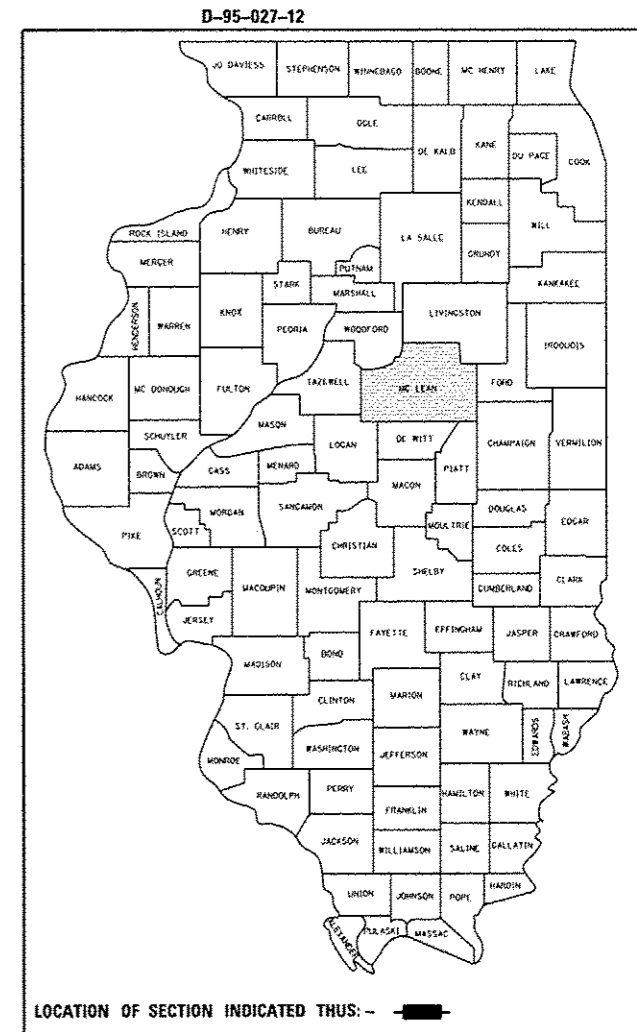 D-95-027-12
JO DAVIESS STEPHENSON WINNEBAGO BOONE MC HENRY LAKE
CARROLL OGLE
DE KALB KANE DU PAGE COOK
WHITESIDE LEE
KENDALL WILL
ROCK ISLAND HENRY BUREAU LA SALLE GRUNDY
MERCER PUTNAM KANKAKEE
STARK MARSHALL LIVINGSTON
HENDERSON WARREN KNOX PEORIA WOODFORD IROQUOIS
HANCOCK MC DONOUGH FULTON TAZEWELL MC LEAN FORD
SCHUYLER MASON LOGAN DE WITT CHAMPAIGN VERMILION
ADAMS BROWN CASS MENARD MACON PIATT
PIKE SCOTT MORGAN SANGAMON MOULTRIE DOUGLAS EDGAR
CHRISTIAN COLES
CALHOUN GREENE MACOUPIN MONTGOMERY SHELBY CUMBERLAND CLARK
JERSEY FAYETTE EFFINGHAM JASPER CRAWFORD
MADISON BOND CLAY RICHLAND LAWRENCE
CLINTON MARION
ST. CLAIR WASHINGTON WAYNE EDWARDS WABASH
MONROE JEFFERSON
RANDOLPH PERRY HAMILTON WHITE
FRANKLIN
JACKSON WILLIAMSON SALINE GALLATIN
UNION JOHNSON POPE HARDIN
ALEXANDER PULASKI MASSAC
LOCATION OF SECTION INDICATED THUS: -